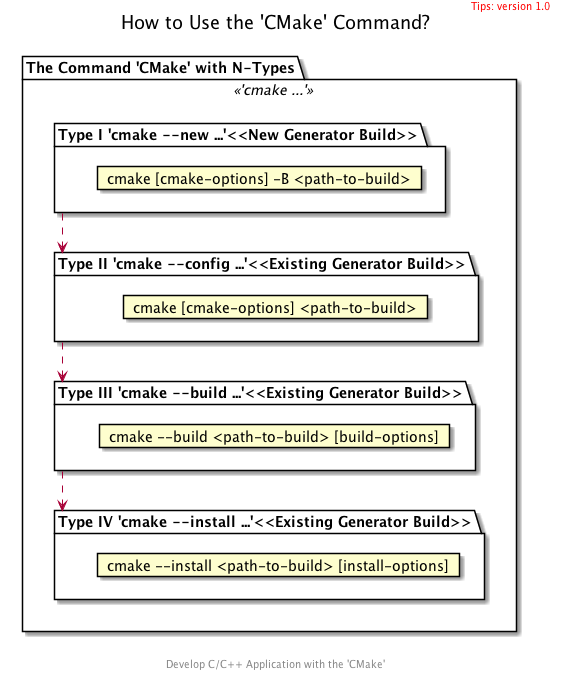 Tips: version 1.0
How to Use the 'CMake' Command?
The Command 'CMake' with N-Types
«'cmake ...'»
Type I 'cmake --new ...'<<New Generator Build>>
cmake [cmake-options] -B <path-to-build>
Type II 'cmake --config ...'<<Existing Generator Build>>
cmake [cmake-options] <path-to-build>
Type III 'cmake --build ...'<<Existing Generator Build>>
cmake --build <path-to-build> [build-options]
Type IV 'cmake --install ...'<<Existing Generator Build>>
cmake --install <path-to-build> [install-options]
Develop C/C++ Application with the 'CMake'